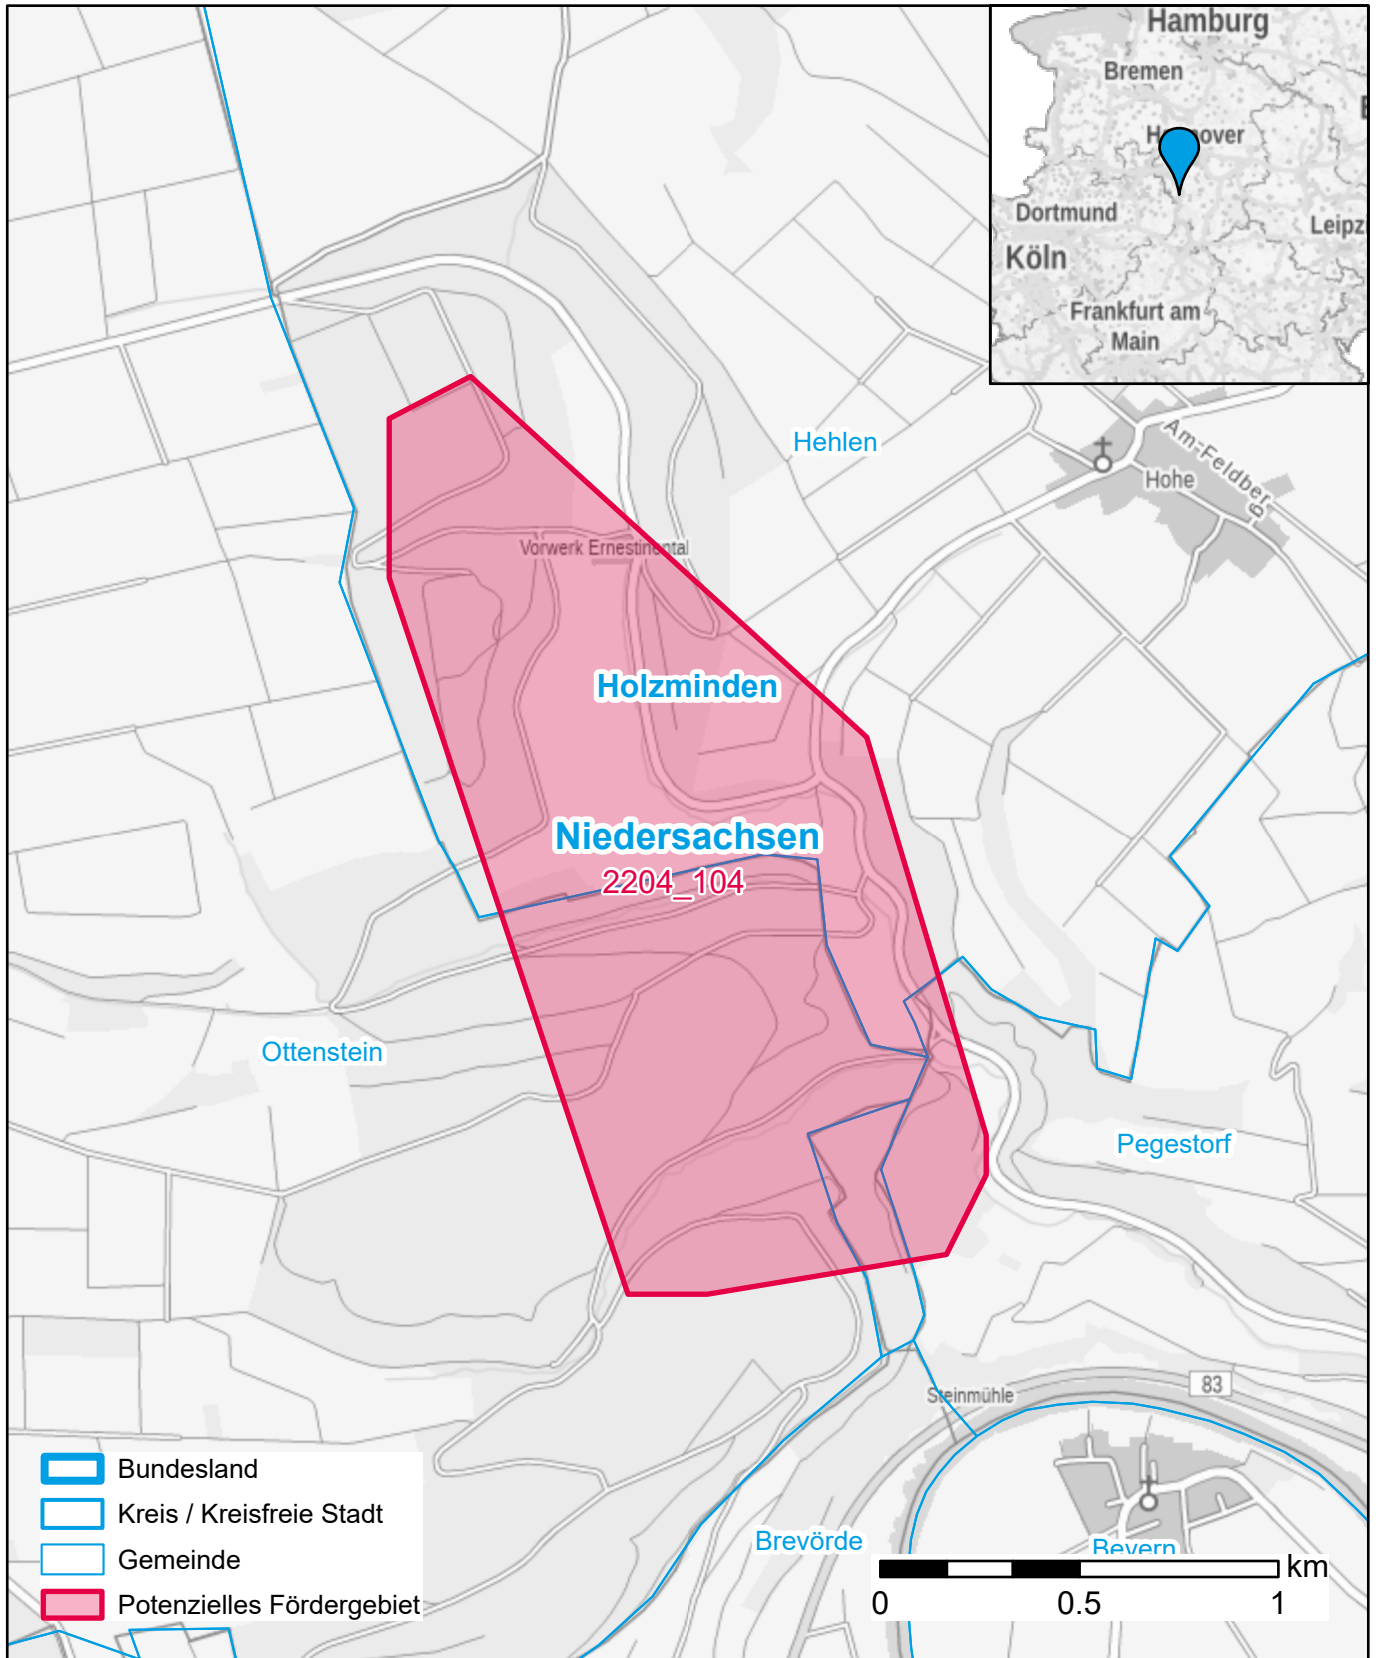 Hamburg
Bremen
Hannover
Dortmund
Leipz
Köln
Frankfurt am
Main
Hehlen
Am-Feldberg
Hohe
Vorwerk Ernestinental
Holzminden
Niedersachsen
2204_104
Ottenstein
Pegestorf
83
Steinmühle
Brevörde
Bevern
Bundesland
Kreis / Kreisfreie Stadt
Gemeinde
Potenzielles Fördergebiet
km
0 0.5 1